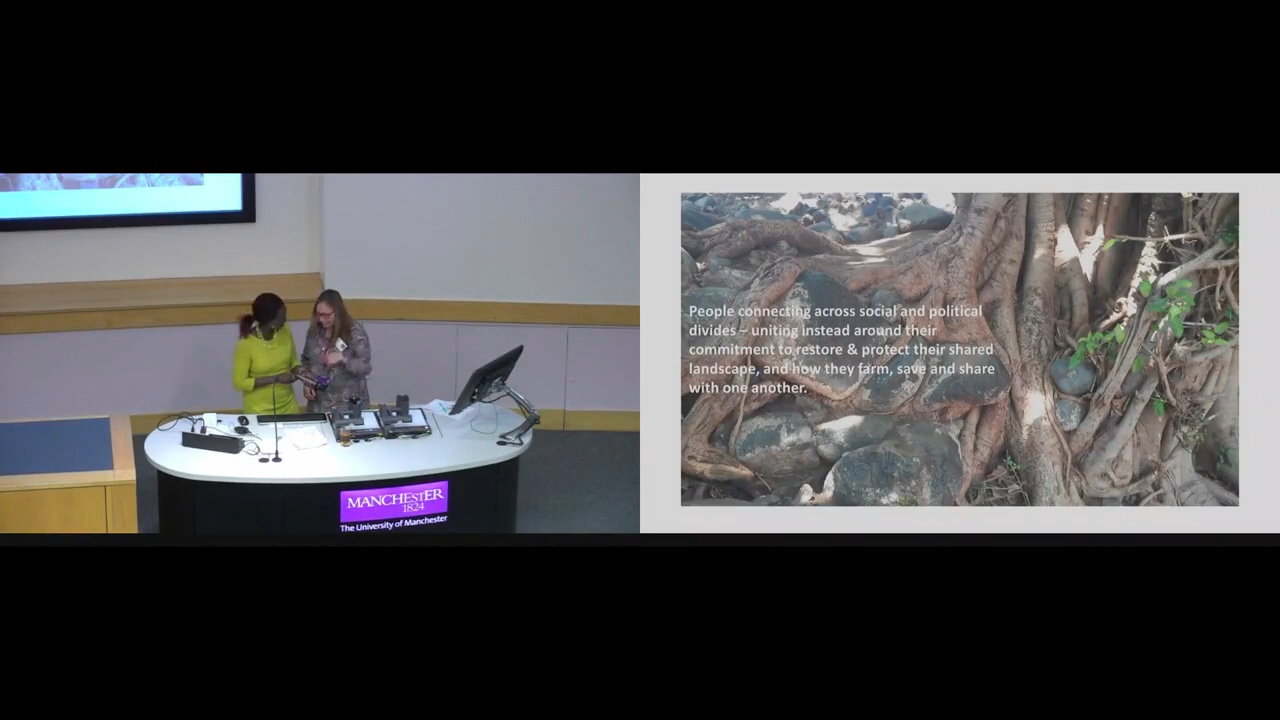 People connecting across social and political
divides – uniting instead around their
commitment to restore & protect their shared
landscape, and how they farm, save and share
with one another.
MANCHESTER
1824
The University of Manchester